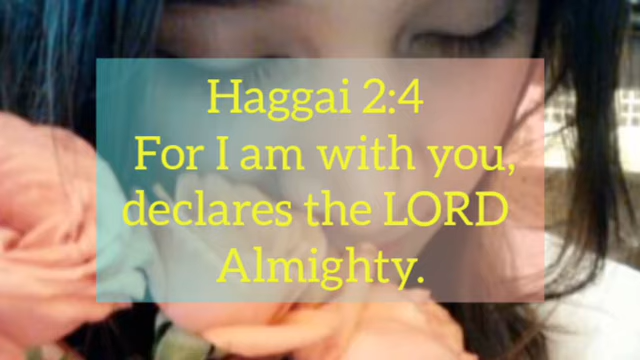 Haggai 2:4
For I am with you,
declares the LORD
Almighty.